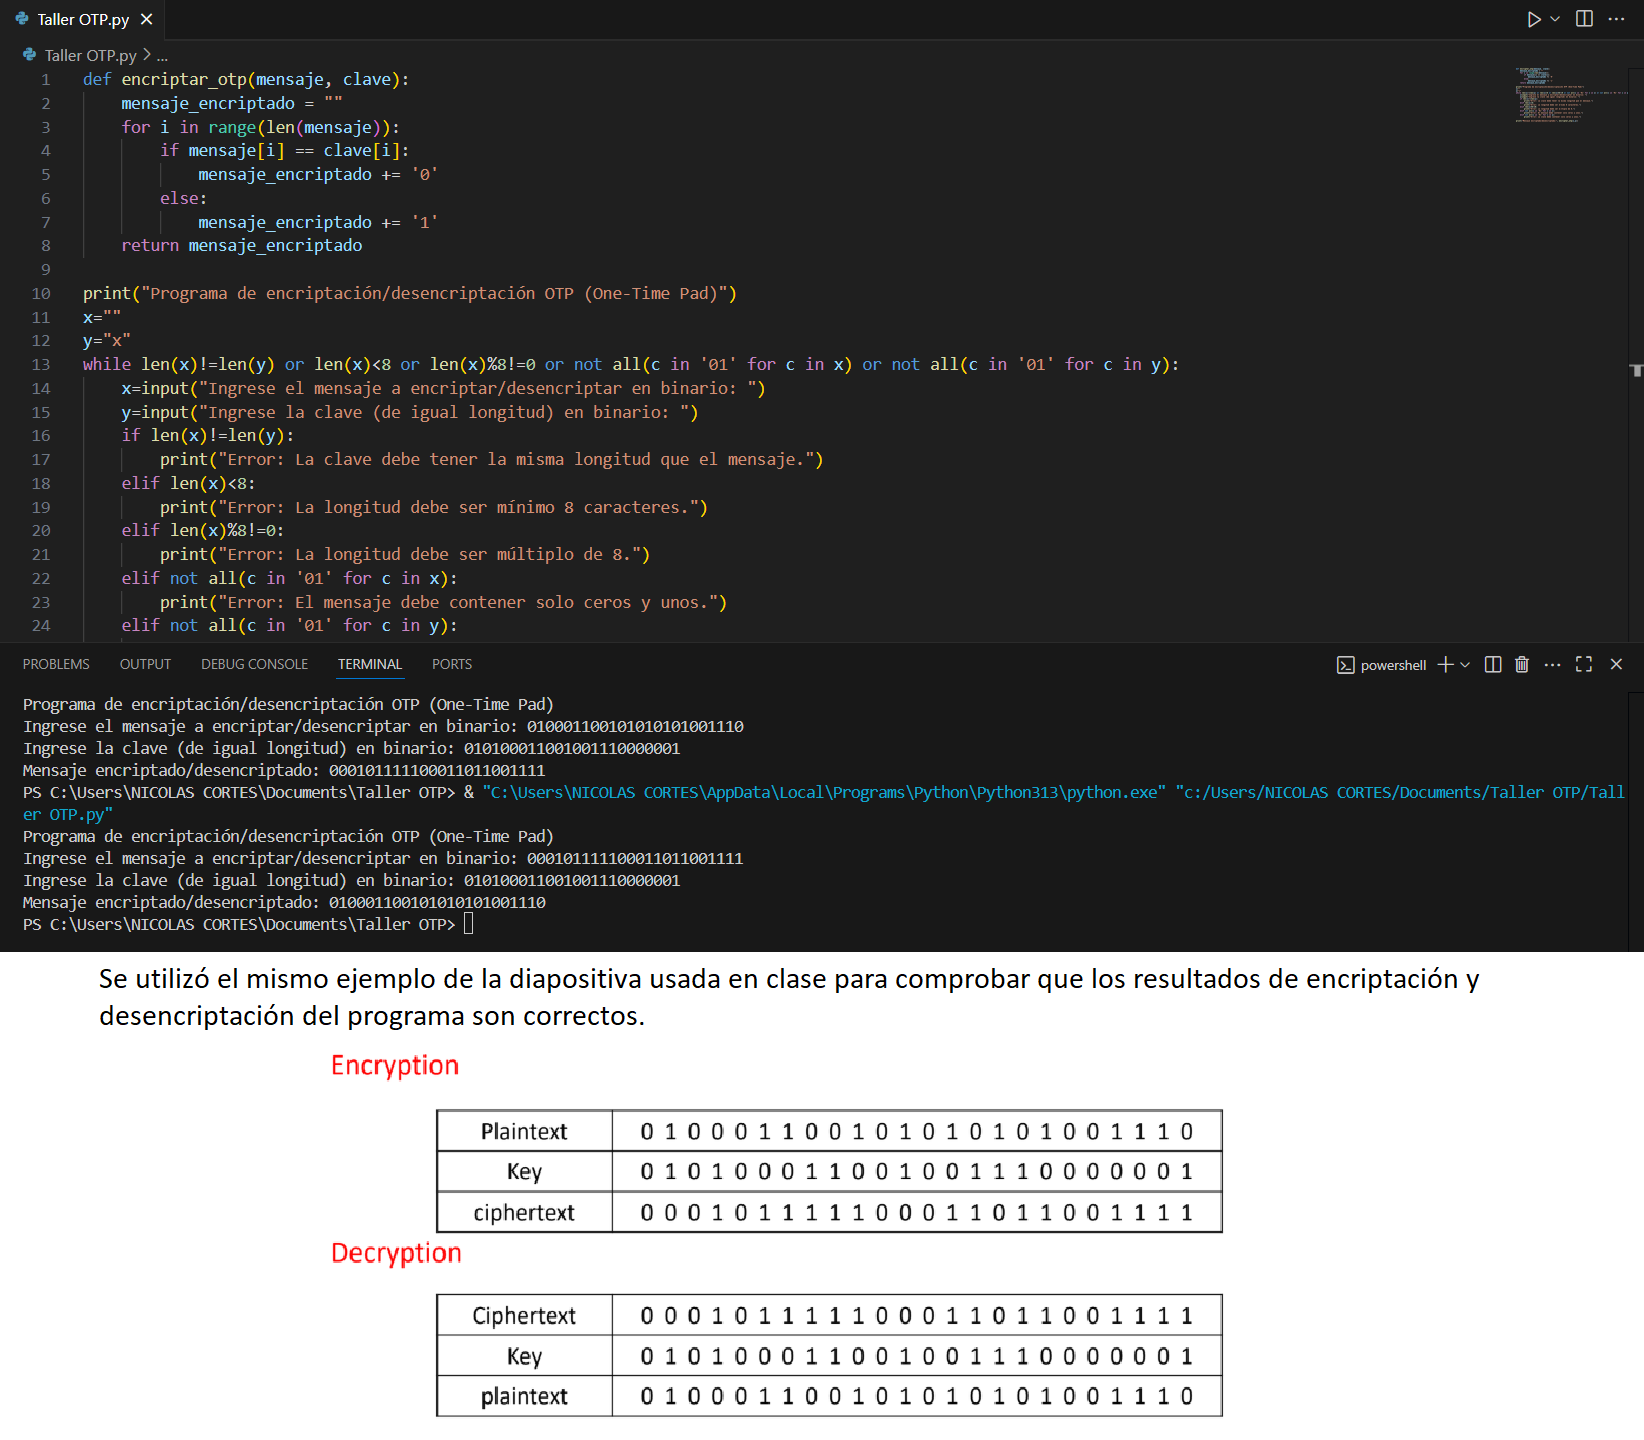 Taller OTP.py
Taller OTP.py > ...
1 def encriptar_otp(mensaje, clave):
2 mensaje_encriptado = ""
3 for i in range(len(mensaje)):
4 if mensaje[i] == clave[i]:
5 mensaje_encriptado += '0'
6 else:
7 mensaje_encriptado += '1'
8 return mensaje_encriptado
9
10 print("Programa de encriptación/desencriptación OTP (One-Time Pad)")
11 x=""
12 y="x"
13 while len(x)!=len(y) or len(x)<8 or len(x)%8!=0 or not all(c in '01' for c in x) or not all(c in '01' for c in y):
14 x=input("Ingrese el mensaje a encriptar/desencriptar en binario: ")
15 y=input("Ingrese la clave (de igual longitud) en binario: ")
16 if len(x)!=len(y):
17 print("Error: La clave debe tener la misma longitud que el mensaje.")
18 elif len(x)<8:
19 print("Error: La longitud debe ser mínimo 8 caracteres.")
20 elif len(x)%8!=0:
21 print("Error: La longitud debe ser múltiplo de 8.")
22 elif not all(c in '01' for c in x):
23 print("Error: El mensaje debe contener solo ceros y unos.")
24 elif not all(c in '01' for c in y):
PROBLEMS OUTPUT DEBUG CONSOLE TERMINAL PORTS powershell
Programa de encriptación/desencriptación OTP (One-Time Pad)
Ingrese el mensaje a encriptar/desencriptar en binario: 010001100101010101001110
Ingrese la clave (de igual longitud) en binario: 010100011001001110000001
Mensaje encriptado/desencriptado: 000101111100011011001111
PS C:\Users\NICOLAS CORTES\Documents\Taller OTP> & "C:\Users\NICOLAS CORTES\AppData\Local\Programs\Python\Python313\python.exe" "c:/Users/NICOLAS CORTES/Documents/Taller OTP/Tall
er OTP.py"
Programa de encriptación/desencriptación OTP (One-Time Pad)
Ingrese el mensaje a encriptar/desencriptar en binario: 000101111100011011001111
Ingrese la clave (de igual longitud) en binario: 010100011001001110000001
Mensaje encriptado/desencriptado: 010001100101010101001110
PS C:\Users\NICOLAS CORTES\Documents\Taller OTP>
Se utilizó el mismo ejemplo de la diapositiva usada en clase para comprobar que los resultados de encriptación y
desencriptación del programa son correctos.
Encryption
Plaintext 0 1 0 0 0 1 1 0 0 1 0 1 0 1 0 1 0 1 0 0 1 1 1 0
Key 0 1 0 1 0 0 0 1 1 0 0 1 0 0 1 1 1 0 0 0 0 0 0 1
ciphertext 0 0 0 1 0 1 1 1 1 1 0 0 0 1 1 0 1 1 0 0 1 1 1 1
Decryption
Ciphertext 0 0 0 1 0 1 1 1 1 1 0 0 0 1 1 0 1 1 0 0 1 1 1 1
Key 0 1 0 1 0 0 0 1 1 0 0 1 0 0 1 1 1 0 0 0 0 0 0 1
plaintext 0 1 0 0 0 1 1 0 0 1 0 1 0 1 0 1 0 1 0 0 1 1 1 0